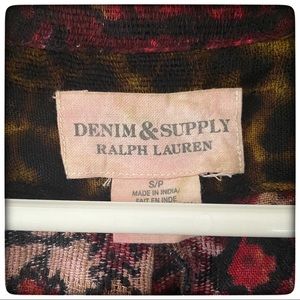 DENIM & SUPPLY
RALPH LAUREN
S/P
MADE IN INDIA/
FAIT EN INDE